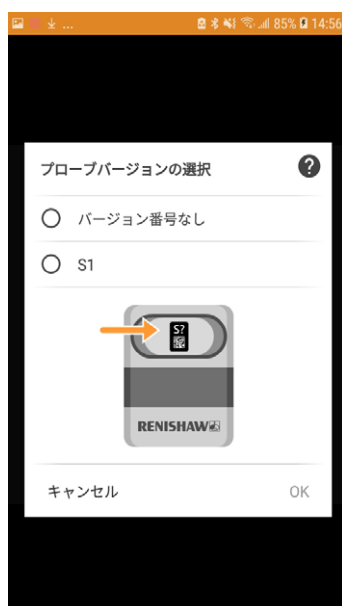 ... 85% 14:56
プローブバージョンの選択 ?
バージョン番号なし
S1
S?
RENISHAW
キャンセル OK